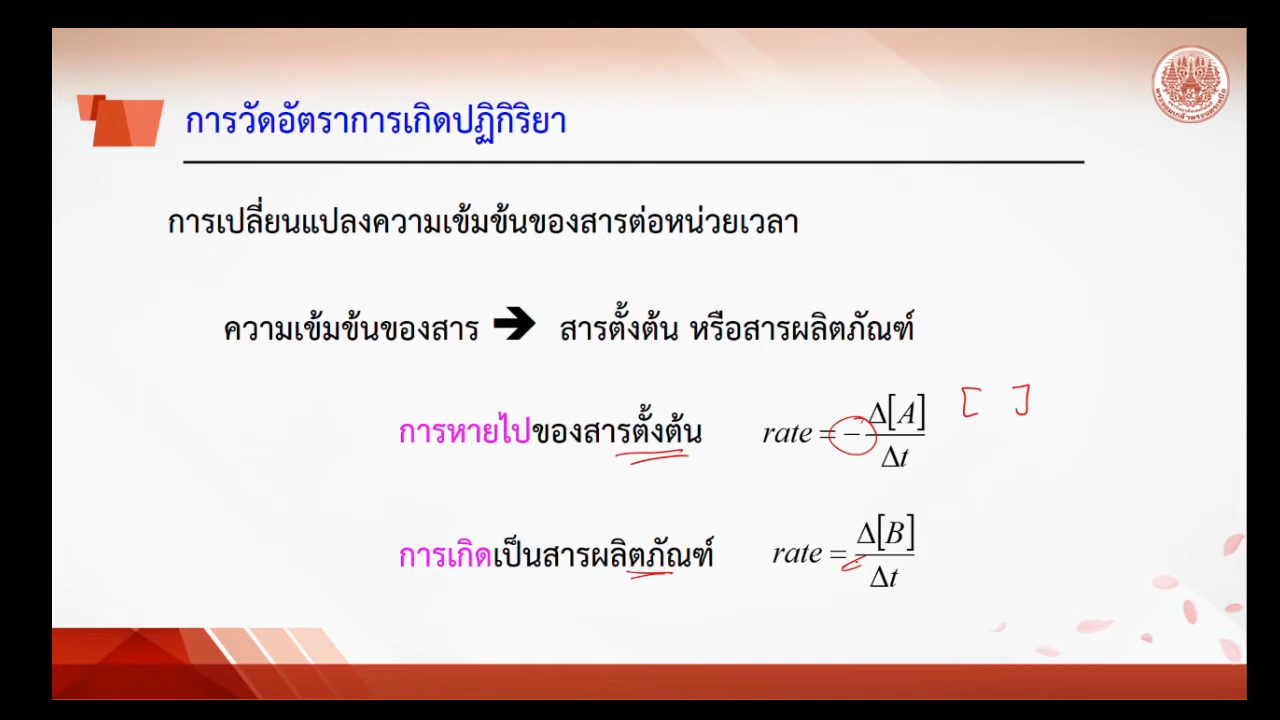 การวัดอัตราการเกิดปฏิกิริยา
การเปลี่ยนแปลงความเข้มข้นของสารต่อหน่วยเวลา
ความเข้มข้นของสาร ➔ สารตั้งต้น หรือสารผลิตภัณฑ์
[ ]
การหายไปของสารตั้งต้น rate = −Δ[A]/Δt
การเกิดเป็นสารผลิตภัณฑ์ rate = Δ[B]/Δt